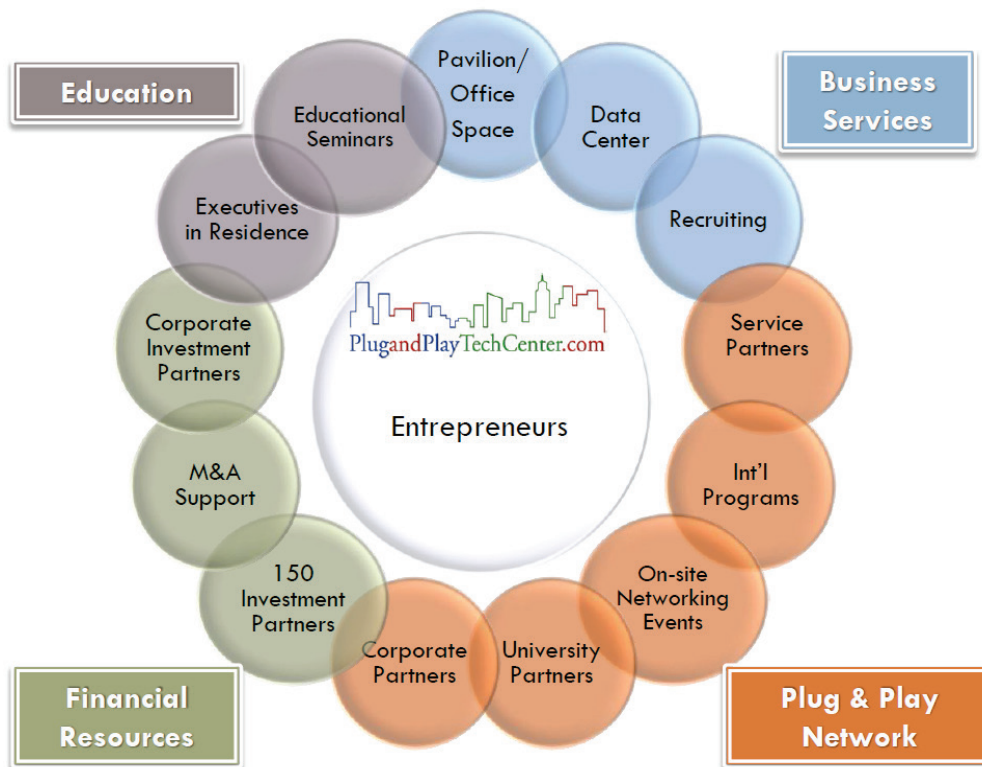 Education
Business
Services
Pavilion/
Office
Space
Data
Center
Recruiting
Service
Partners
Int'l
Programs
On-site
Networking
Events
University
Partners
Corporate
Partners
150
Investment
Partners
M&A
Support
Corporate
Investment
Partners
Executives
in Residence
Educational
Seminars
PlugandPlayTechCenter.com
Entrepreneurs
Financial
Resources
Plug & Play
Network